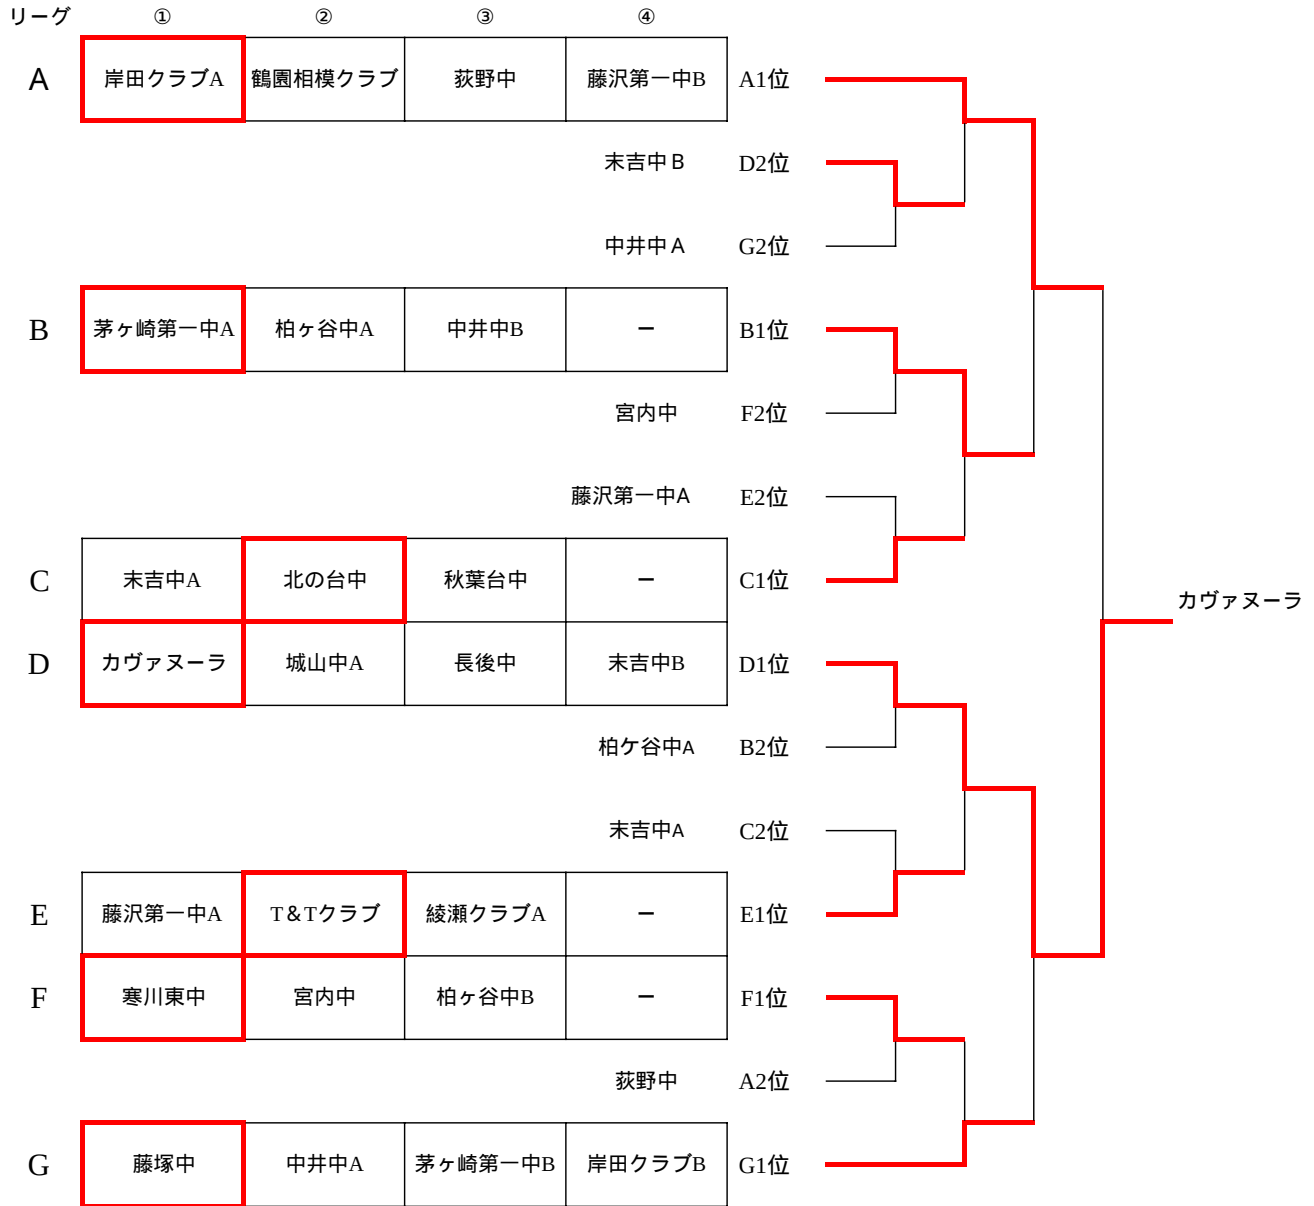 リーグ ① ② ③ ④
A 岸田クラブA 鶴園相模クラブ 荻野中 藤沢第一中B A1位
末吉中B D2位
中井中A G2位
B 茅ヶ崎第一中A 柏ヶ谷中A 中井中B ー B1位
宮内中 F2位
藤沢第一中A E2位
C 末吉中A 北の台中 秋葉台中 ー C1位
カヴァヌーラ
D カヴァヌーラ 城山中A 長後中 末吉中B D1位
柏ケ谷中A B2位
末吉中A C2位
E 藤沢第一中A T&Tクラブ 綾瀬クラブA ー E1位
F 寒川東中 宮内中 柏ヶ谷中B ー F1位
荻野中 A2位
G 藤塚中 中井中A 茅ヶ崎第一中B 岸田クラブB G1位